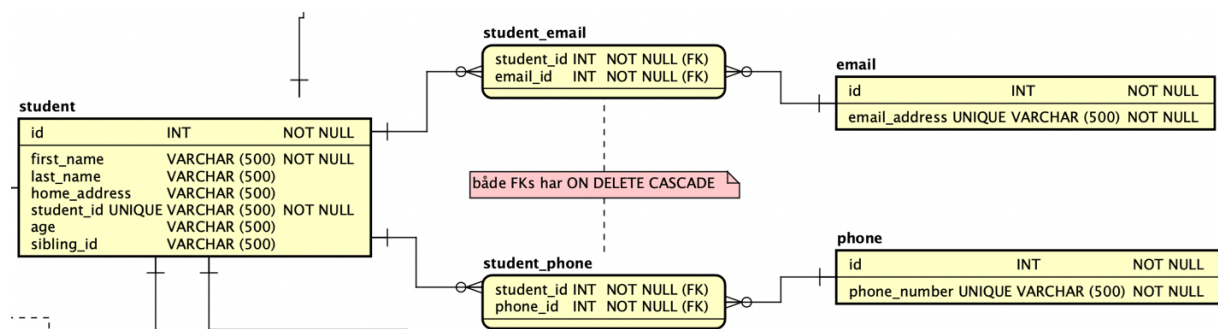 student
id INT NOT NULL
first_name VARCHAR (500) NOT NULL
last_name VARCHAR (500)
home_address VARCHAR (500)
student_id UNIQUE VARCHAR (500) NOT NULL
age VARCHAR (500)
sibling_id VARCHAR (500)
student_email
student_id INT NOT NULL (FK)
email_id INT NOT NULL (FK)
både FKs har ON DELETE CASCADE
student_phone
student_id INT NOT NULL (FK)
phone_id INT NOT NULL (FK)
email
id INT NOT NULL
email_address UNIQUE VARCHAR (500) NOT NULL
phone
id INT NOT NULL
phone_number UNIQUE VARCHAR (500) NOT NULL